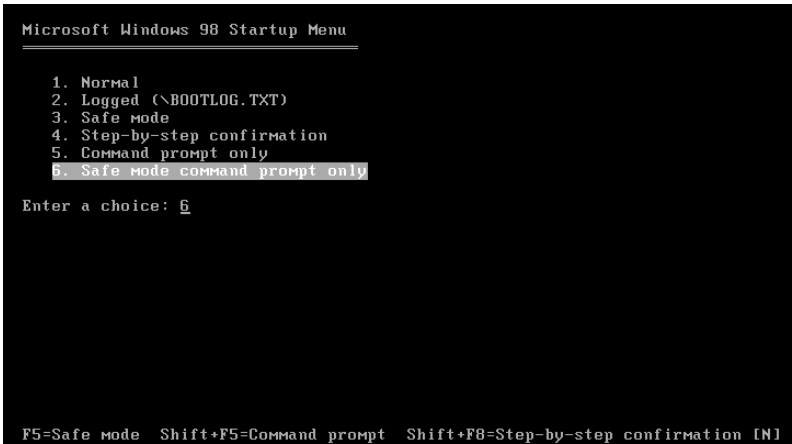 Microsoft Windows 98 Startup Menu
1. Normal
2. Logged (\BOOTLOG.TXT)
3. Safe mode
4. Step-by-step confirmation
5. Command prompt only
6. Safe mode command prompt only
Enter a choice: 6
F5=Safe mode  Shift+F5=Command prompt  Shift+F8=Step-by-step confirmation [N]